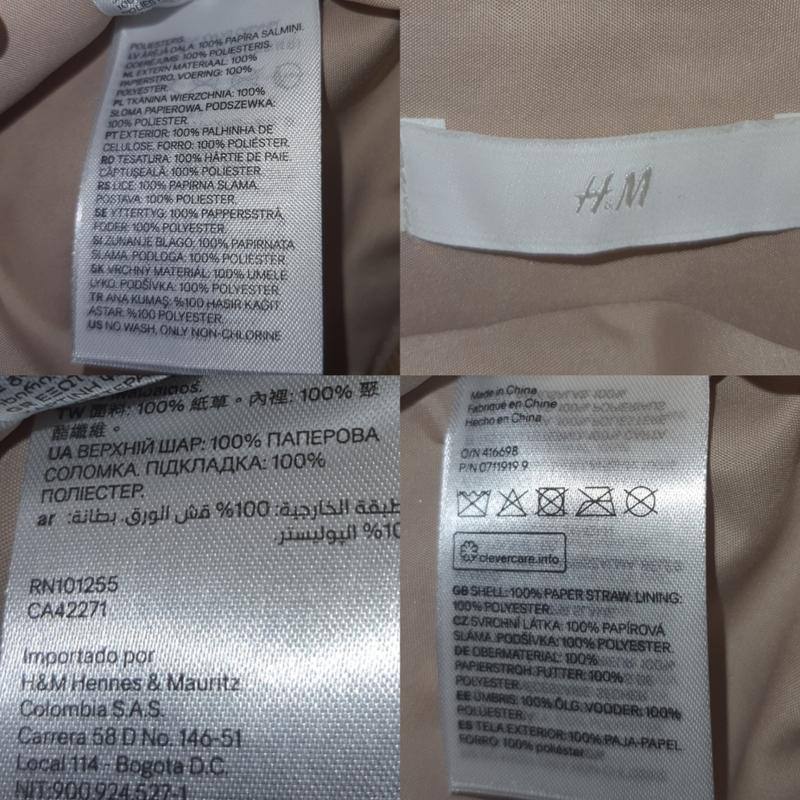 POLIESTERS.
LV ĀRĒJĀ DAĻA: 100% PAPĪRA SALMIŅI.
ODERĒJUMS: 100% POLIESTERIS.
NL EXTERN MATERIAAL: 100%
PAPIERSTRO, VOERING: 100%
POLYESTER.
PL TKANINA WIERZCHNIA: 100%
SŁOMA PAPIEROWA, PODSZEWKA:
100% POLIESTER.
PT EXTERIOR: 100% PALHINHA DE
CELULOSE, FORRO: 100% POLIÉSTER.
RO ŢESATURA: 100% HÂRTIE DE PAIE.
CĂPTUŞEALĂ: 100% POLIESTER.
RS LICE: 100% PAPIRNA SLAMA.
POSTAVA: 100% POLIESTER.
SE YTTERTYG: 100% PAPPERSSTRÅ,
FODER: 100% POLYESTER.
SI ZUNANJE BLAGO: 100% PAPIRNATA
SLAMA. PODLOGA: 100% POLIESTER.
SK VRCHNÝ MATERIÁL: 100% UMELÉ
LYKO, PODŠÍVKA: 100% POLYESTER.
TR ANA KUMAŞ: %100 HASIR KAĞIT
ASTAR: %100 POLYESTER.
US NO WASH, ONLY NON-CHLORINE
H&M
TW 面料: 100% 紙草。內裡: 100% 聚
酯纖維。
UA ВЕРХНІЙ ШАР: 100% ПАПЕРОВА
СОЛОМКА. ПІДКЛАДКА: 100%
ПОЛІЕСТЕР.
ar طبقة الخارجية: 100% قش الورق. بطانة:
%10 البوليستر.
RN101255
CA42271
Importado por
H&M Hennes & Mauritz
Colombia S.A.S.
Carrera 58 D No. 146-51
Local 114 - Bogota D.C.
NIT:900.924.527-1
Made in China
Fabriqué en Chine
Hecho en China
O/N 416698
P/N 0711919 9
clevercare.info
GB SHELL: 100% PAPER STRAW. LINING:
100% POLYESTER.
CZ SVRCHNÍ LÁTKA: 100% PAPÍROVÁ
SLÁMA. PODŠÍVKA: 100% POLYESTER.
DE OBERMATERIAL: 100%
PAPIERSTROH. FUTTER: 100%
POLYESTER.
EE ÜMBRIS: 100% ÕLG. VOODER: 100%
POLÜESTER.
ES TELA EXTERIOR: 100% PAJA-PAPEL.
FORRO: 100% poliéster.